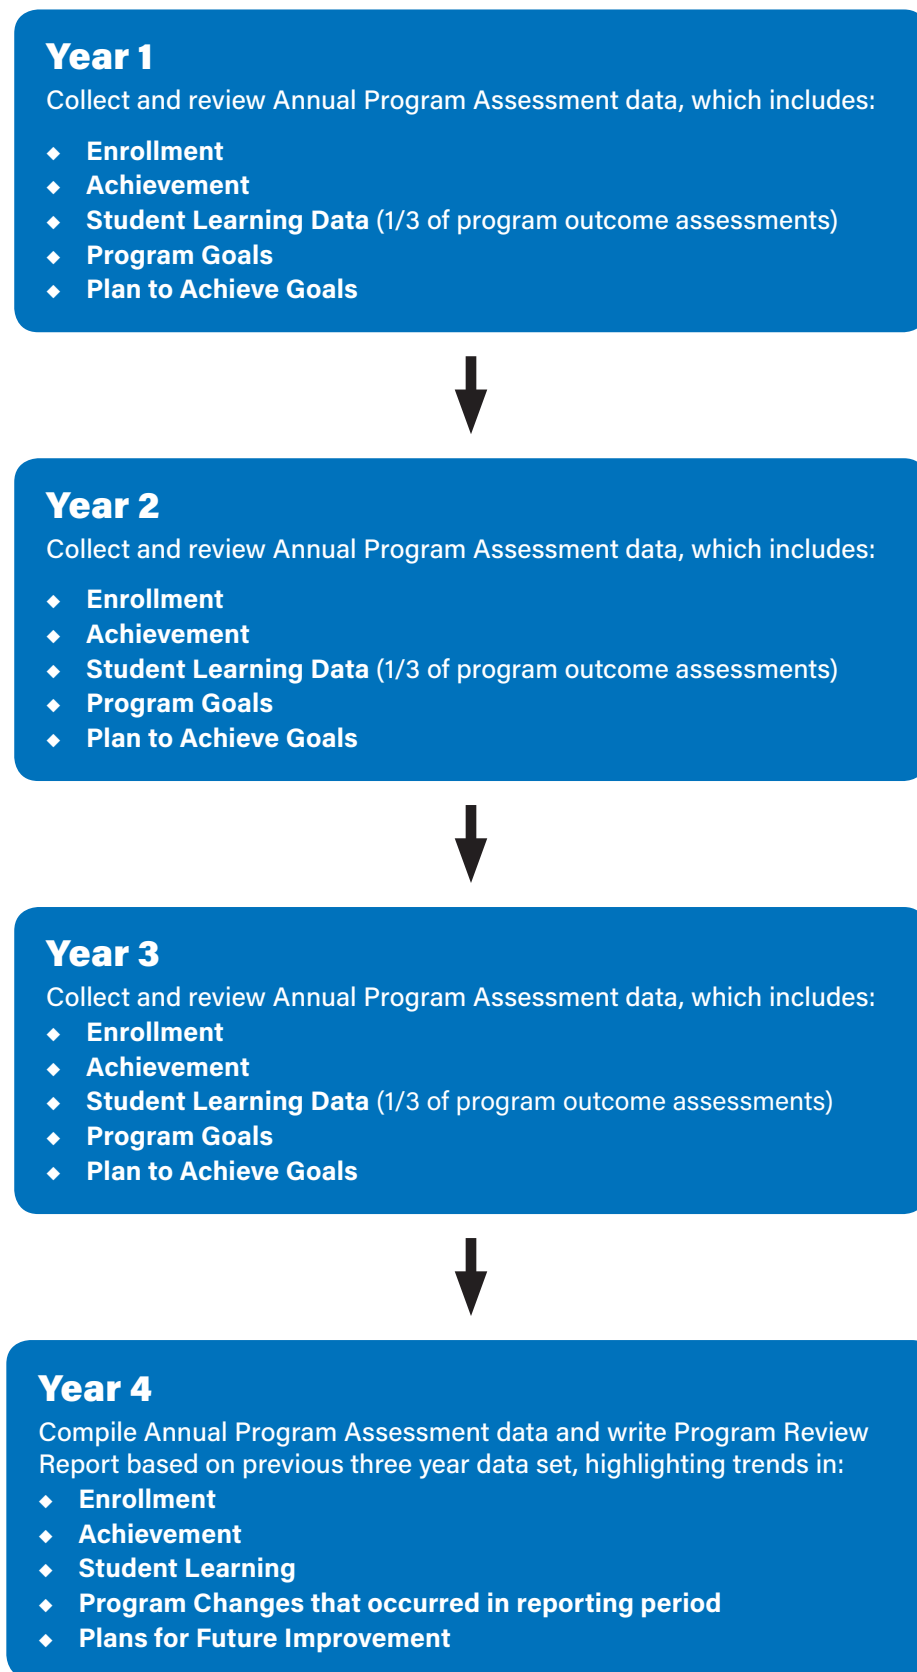 Year 1
Collect and review Annual Program Assessment data, which includes:
◆ Enrollment
◆ Achievement
◆ Student Learning Data (1/3 of program outcome assessments)
◆ Program Goals
◆ Plan to Achieve Goals
Year 2
Collect and review Annual Program Assessment data, which includes:
◆ Enrollment
◆ Achievement
◆ Student Learning Data (1/3 of program outcome assessments)
◆ Program Goals
◆ Plan to Achieve Goals
Year 3
Collect and review Annual Program Assessment data, which includes:
◆ Enrollment
◆ Achievement
◆ Student Learning Data (1/3 of program outcome assessments)
◆ Program Goals
◆ Plan to Achieve Goals
Year 4
Compile Annual Program Assessment data and write Program Review
Report based on previous three year data set, highlighting trends in:
◆ Enrollment
◆ Achievement
◆ Student Learning
◆ Program Changes that occurred in reporting period
◆ Plans for Future Improvement